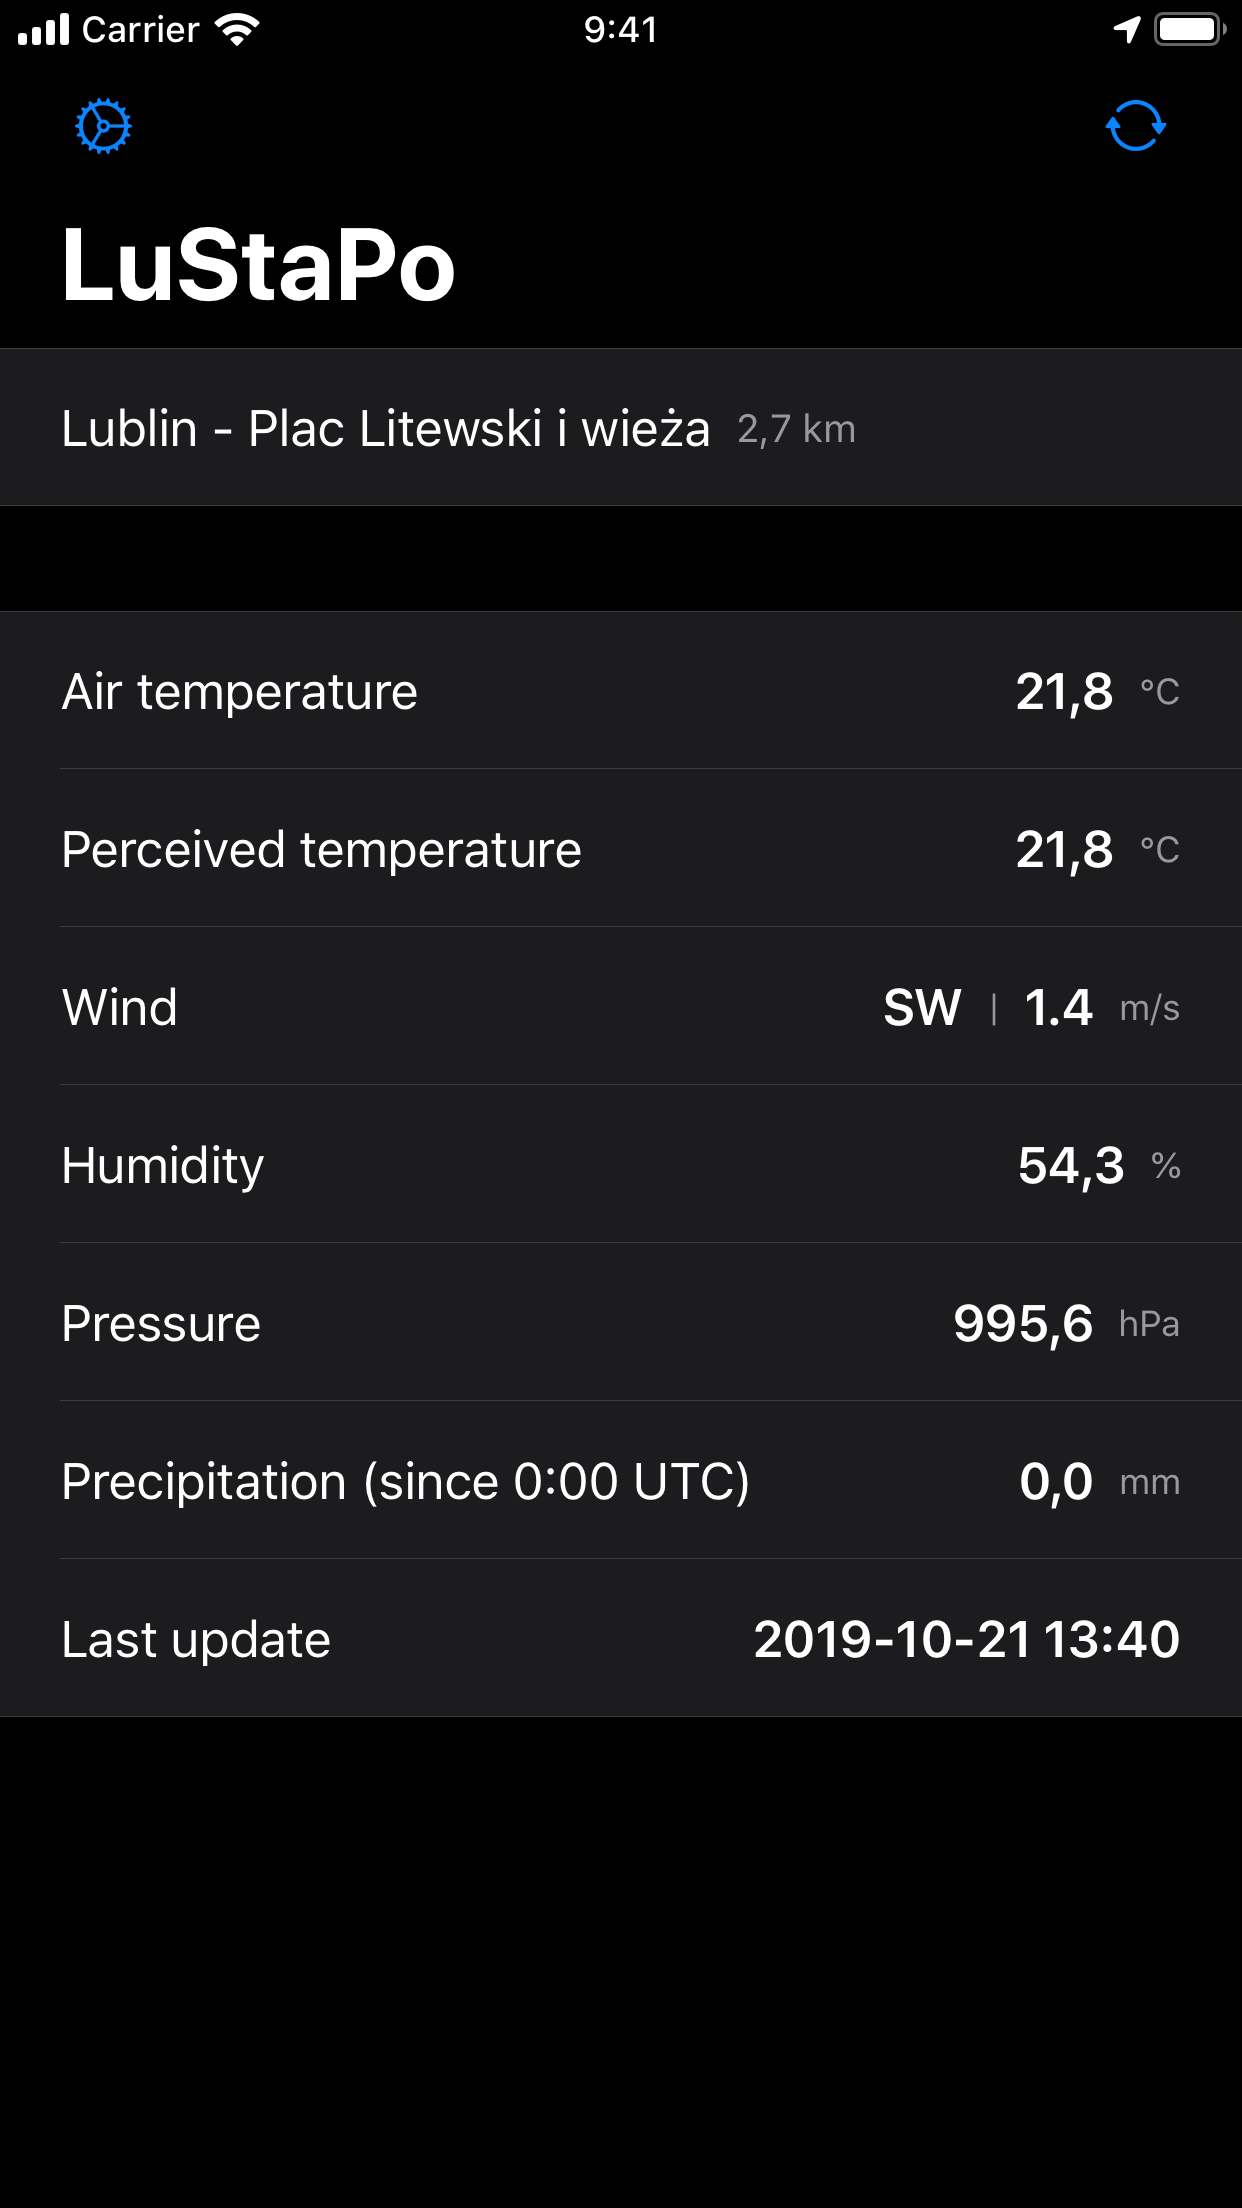 Carrier 9:41
LuStaPo
Lublin - Plac Litewski i wieża 2,7 km
Air temperature 21,8 °C
Perceived temperature 21,8 °C
Wind SW | 1.4 m/s
Humidity 54,3 %
Pressure 995,6 hPa
Precipitation (since 0:00 UTC) 0,0 mm
Last update 2019-10-21 13:40